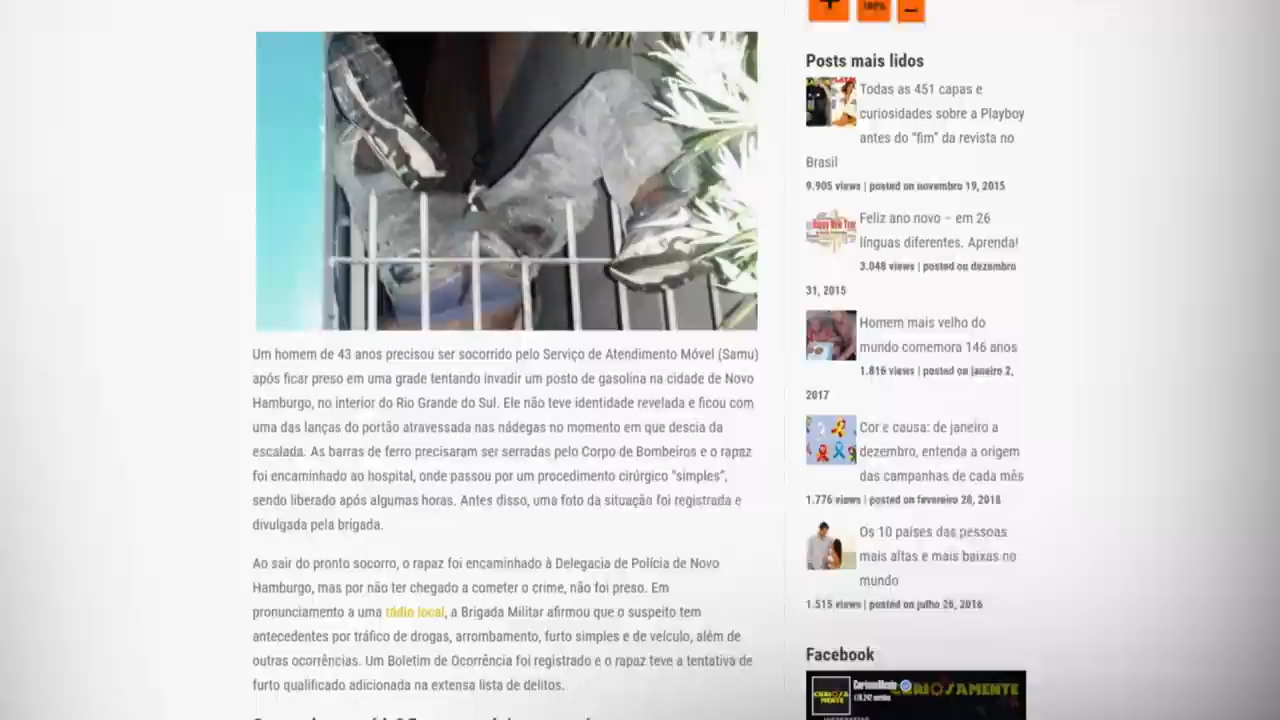 100%
Um homem de 43 anos precisou ser socorrido pelo Serviço de Atendimento Móvel (Samu)
após ficar preso em uma grade tentando invadir um posto de gasolina na cidade de Novo
Hamburgo, no interior do Rio Grande do Sul. Ele não teve identidade revelada e ficou com
uma das lanças do portão atravessada nas nádegas no momento em que descia da
escalada. As barras de ferro precisaram ser serradas pelo Corpo de Bombeiros e o rapaz
foi encaminhado ao hospital, onde passou por um procedimento cirúrgico "simples",
sendo liberado após algumas horas. Antes disso, uma foto da situação foi registrada e
divulgada pela brigada.
Ao sair do pronto socorro, o rapaz foi encaminhado à Delegacia de Polícia de Novo
Hamburgo, mas por não ter chegado a cometer o crime, não foi preso. Em
pronunciamento a uma rádio local, a Brigada Militar afirmou que o suspeito tem
antecedentes por tráfico de drogas, arrombamento, furto simples e de veículo, além de
outras ocorrências. Um Boletim de Ocorrência foi registrado e o rapaz teve a tentativa de
furto qualificado adicionada na extensa lista de delitos.
Posts mais lidos
Todas as 451 capas e
curiosidades sobre a Playboy
antes do "fim" da revista no
Brasil
9.905 views | posted on novembro 19, 2015
Feliz ano novo – em 26
línguas diferentes. Aprenda!
3.048 views | posted on dezembro
31, 2015
Homem mais velho do
mundo comemora 146 anos
1.816 views | posted on janeiro 2,
2017
Cor e causa: de janeiro a
dezembro, entenda a origem
das campanhas de cada mês
1.776 views | posted on fevereiro 28, 2018
Os 10 países das pessoas
mais altas e mais baixas no
mundo
1.515 views | posted on julho 26, 2016
Facebook
CURIOSAMENTE
CuriosaMente